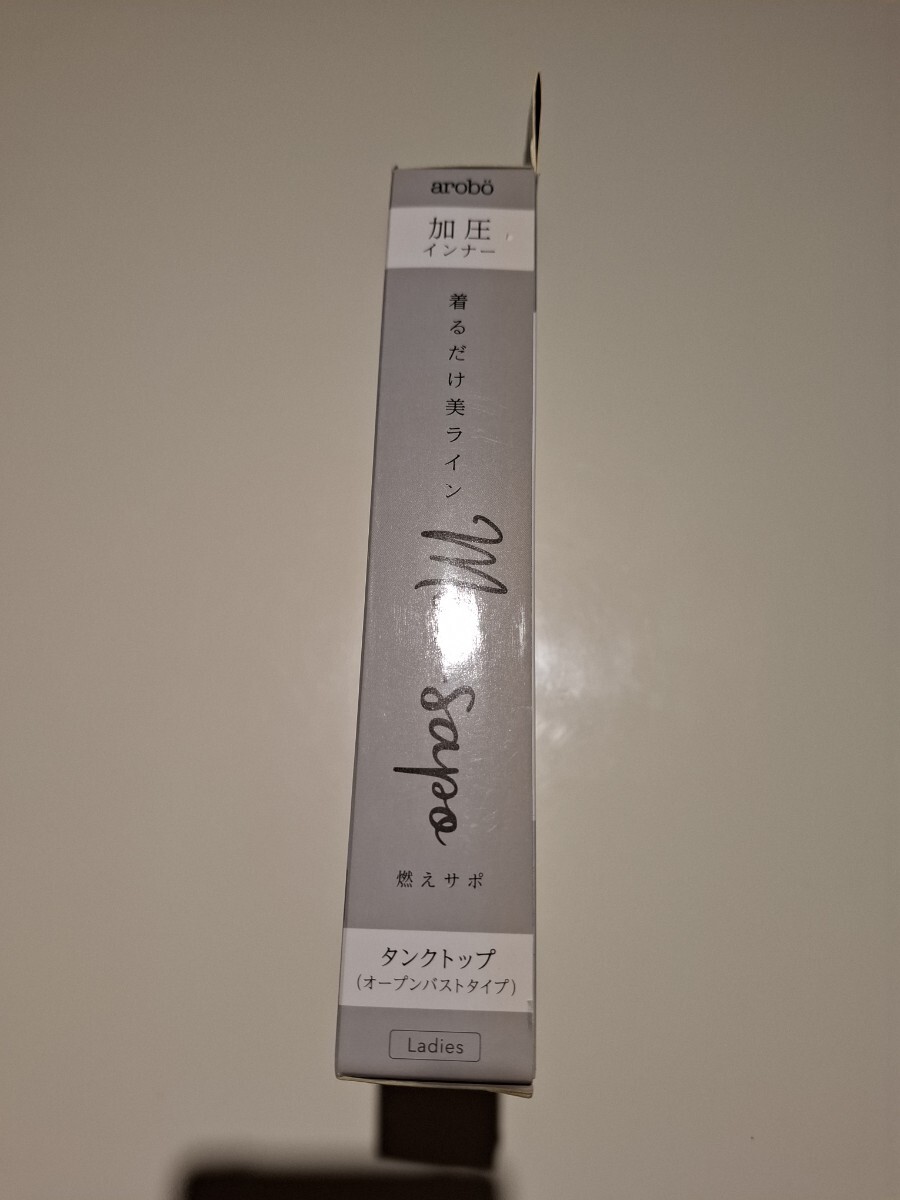 arobö
加圧
インナー
着るだけ美ライン
sapo
燃えサポ
タンクトップ
(オープンバストタイプ)
Ladies